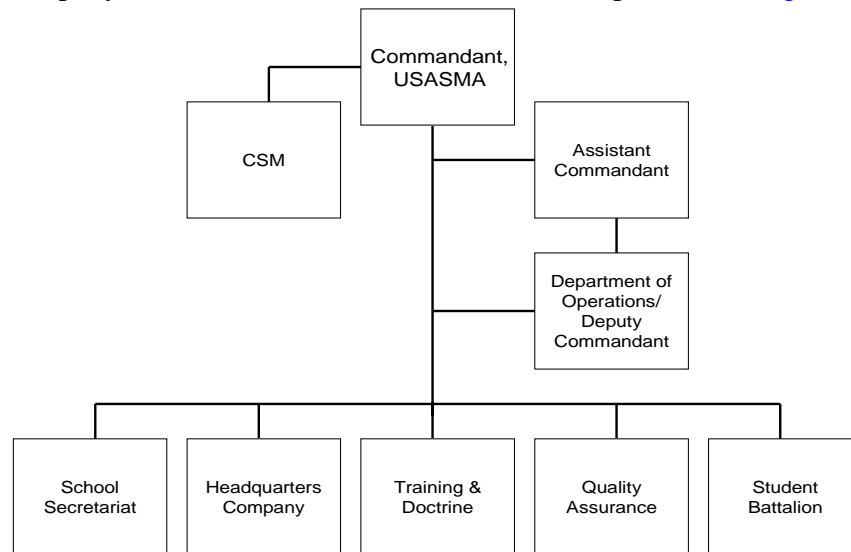 Commandant,
USASMA
CSM
Assistant
Commandant
Department of
Operations/
Deputy
Commandant
School
Secretariat
Headquarters
Company
Training &
Doctrine
Quality
Assurance
Student
Battalion